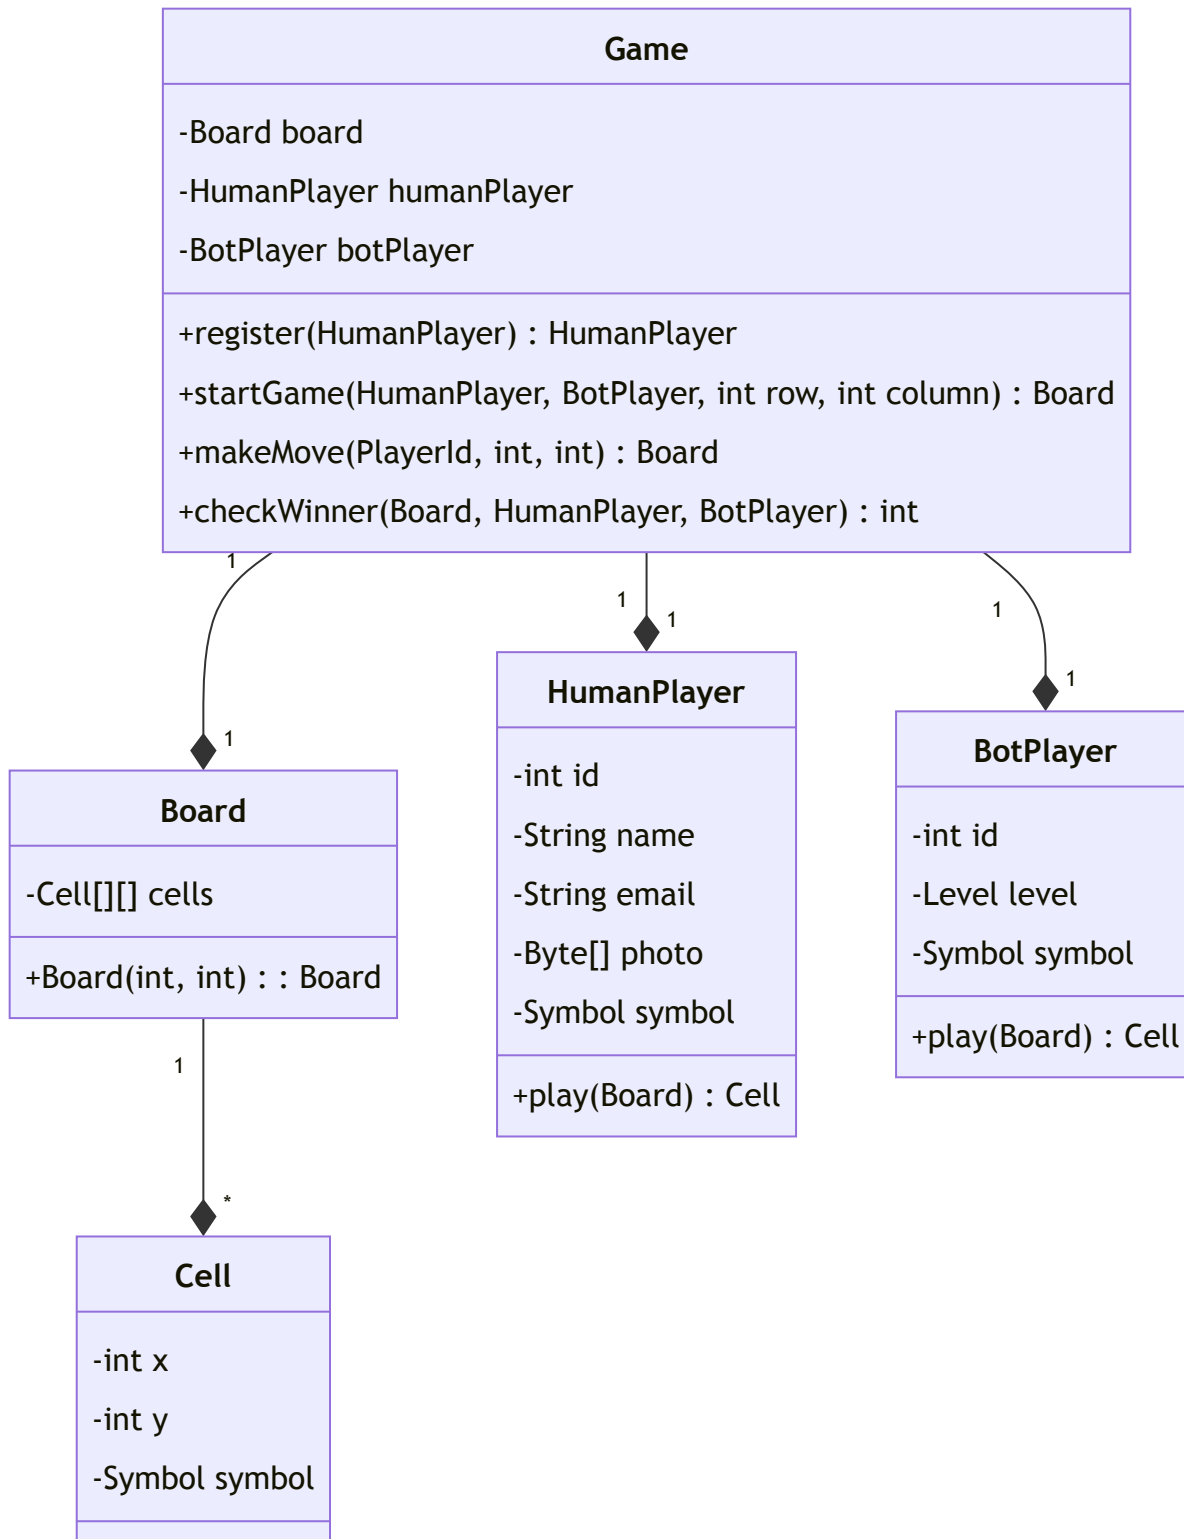 Game
-Board board
-HumanPlayer humanPlayer
-BotPlayer botPlayer
+register(HumanPlayer) : HumanPlayer
+startGame(HumanPlayer, BotPlayer, int row, int column) : Board
+makeMove(PlayerId, int, int) : Board
+checkWinner(Board, HumanPlayer, BotPlayer) : int
1
1
1
1
1
1
HumanPlayer
-int id
-String name
-String email
-Byte[] photo
-Symbol symbol
+play(Board) : Cell
BotPlayer
-int id
-Level level
-Symbol symbol
+play(Board) : Cell
Board
-Cell[][] cells
+Board(int, int) : : Board
1
*
Cell
-int x
-int y
-Symbol symbol